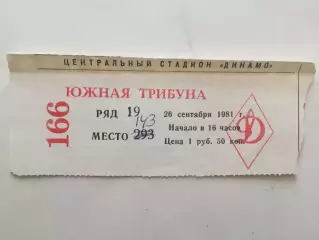 ЦЕНТРАЛЬНЫЙ СТАДИОН «ДИНАМО»
166
ЮЖНАЯ ТРИБУНА
РЯД 19
143
МЕСТО 293
26 сентября 1981 г.
Начало в 16 часов
Цена 1 руб. 50 коп.
Д